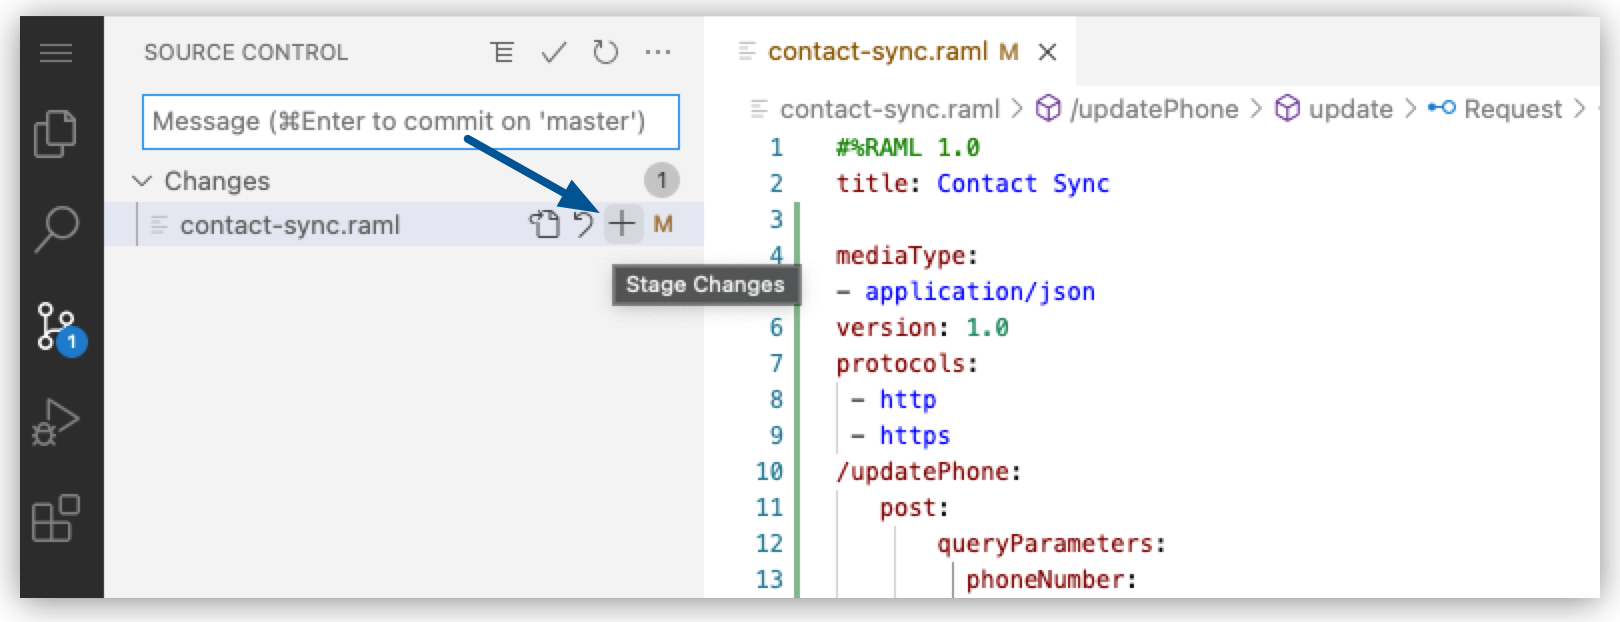 SOURCE CONTROL
Message (⌘Enter to commit on 'master')
Changes 1
contact-sync.raml M
Stage Changes
1
contact-sync.raml M
contact-sync.raml > /updatePhone > update > Request >
1 #%RAML 1.0
2 title: Contact Sync
3
4 mediaType:
- application/json
6 version: 1.0
7 protocols:
8 - http
9 - https
10 /updatePhone:
11 post:
12 queryParameters:
13 phoneNumber: